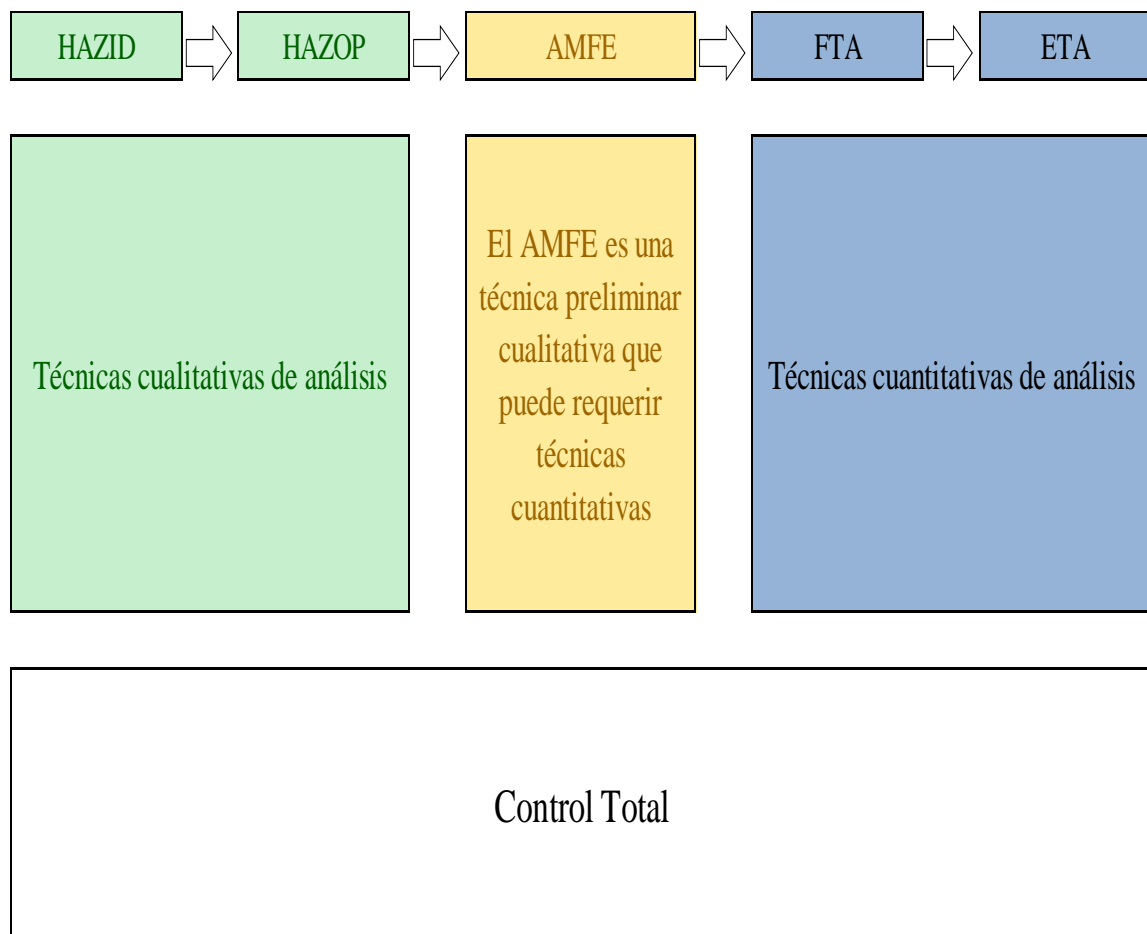 HAZID
HAZOP
AMFE
FTA
ETA
Técnicas cualitativas de análisis
El AMFE es una
técnica preliminar
cualitativa que
puede requerir
técnicas
cuantitativas
Técnicas cuantitativas de análisis
Control Total